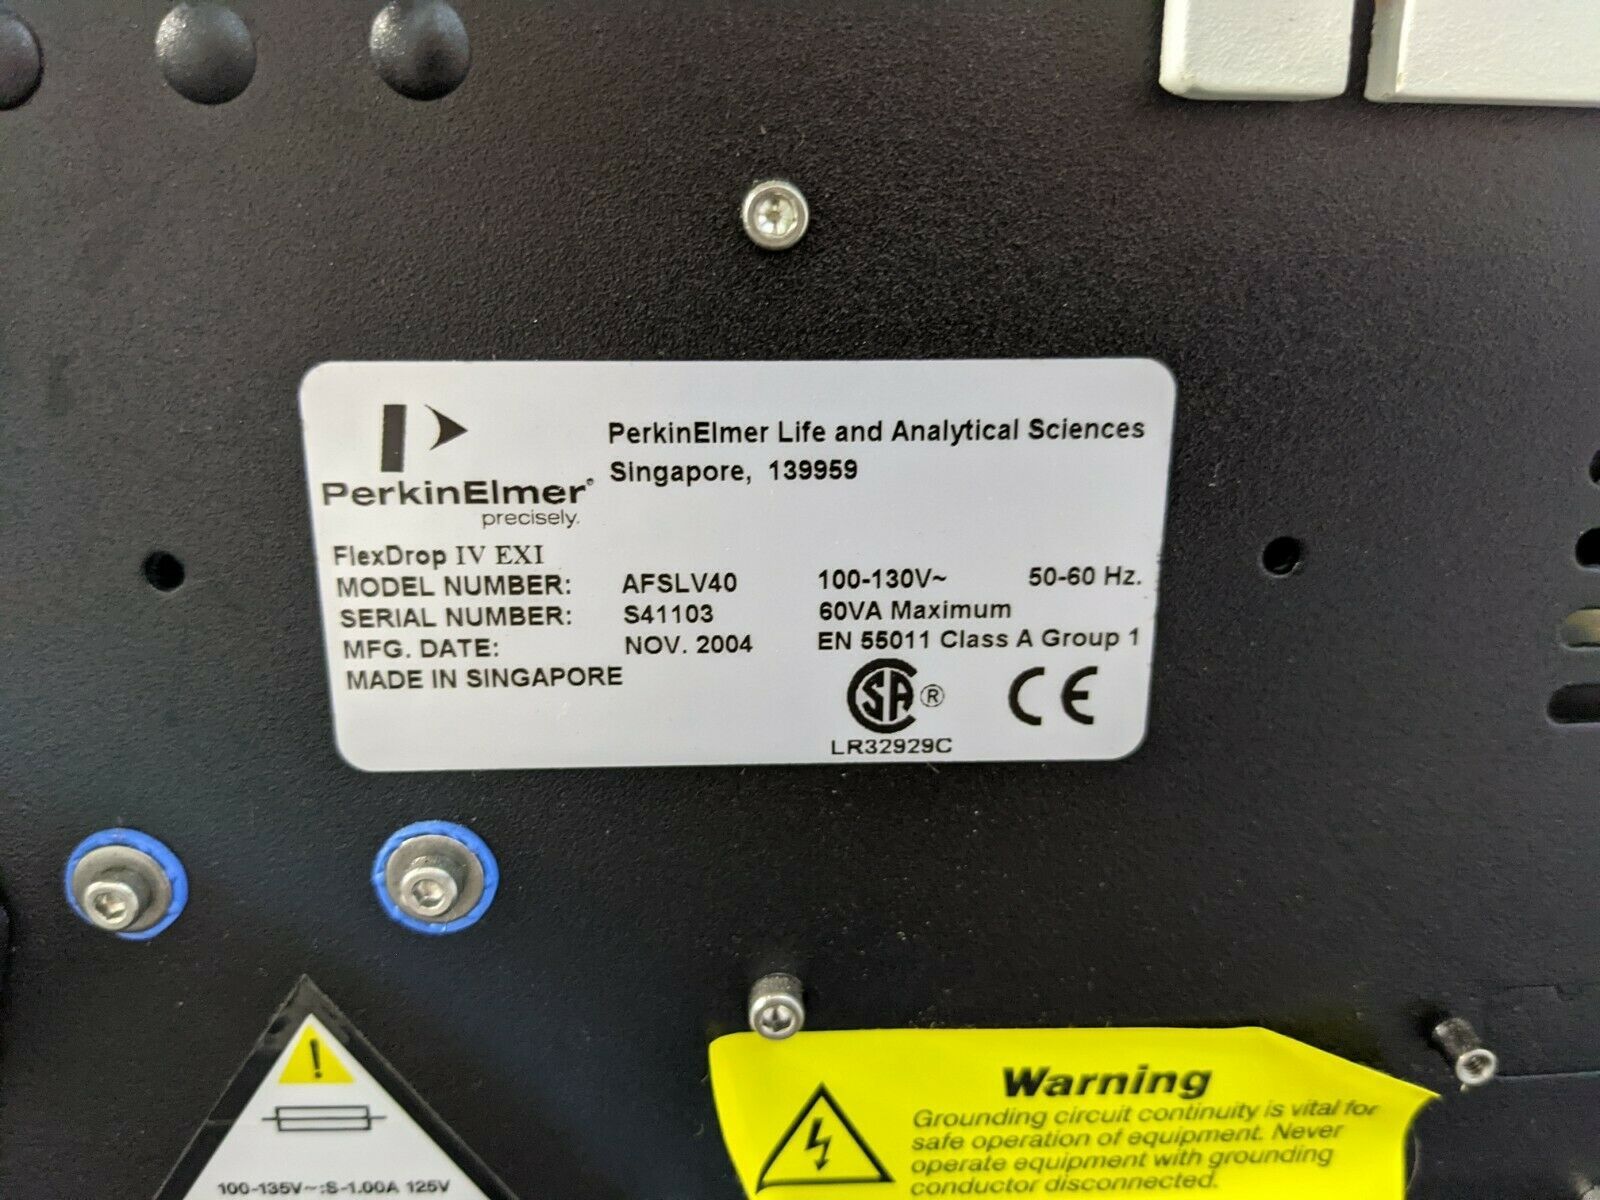 PerkinElmer®
precisely.
PerkinElmer Life and Analytical Sciences
Singapore, 139959
FlexDrop IV EXI
MODEL NUMBER: AFSLV40 100-130V~ 50-60 Hz.
SERIAL NUMBER: S41103 60VA Maximum
MFG. DATE: NOV. 2004 EN 55011 Class A Group 1
MADE IN SINGAPORE
SA ® CE
LR32929C
!
100-135V~:S-1.00A 125V
Warning
Grounding circuit continuity is vital for
safe operation of equipment. Never
operate equipment with grounding
conductor disconnected.